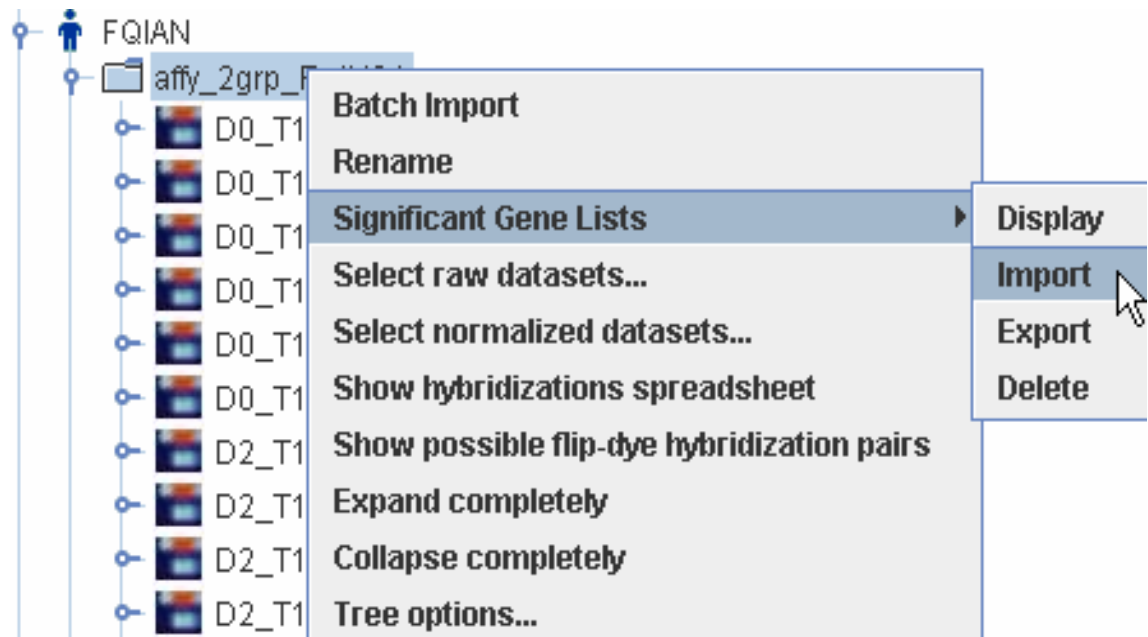 FQIAN
affy_2grp_
Batch Import
D0_T1
Rename
D0_T1
Significant Gene Lists
Display
D0_T1
Select raw datasets...
Import
D0_T1
Select normalized datasets...
Export
D0_T1
Show hybridizations spreadsheet
Delete
D0_T1
Show possible flip-dye hybridization pairs
D2_T1
Expand completely
D2_T1
Collapse completely
D2_T1
Tree options...
D2_T1